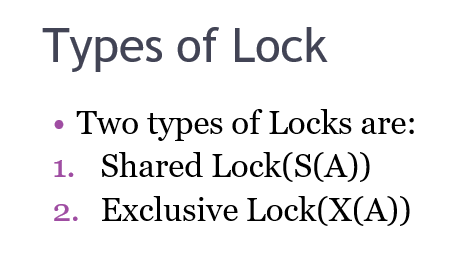 Types of Lock
• Two types of Locks are:
1. Shared Lock(S(A))
2. Exclusive Lock(X(A))